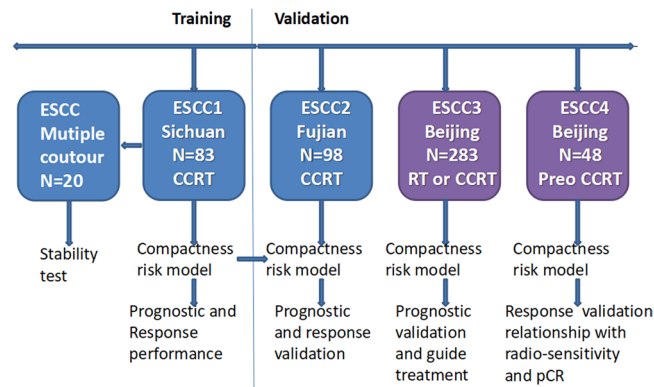 Training
Validation
ESCC
Mutiple
coutour
N=20
ESCC1
Sichuan
N=83
CCRT
ESCC2
Fujian
N=98
CCRT
ESCC3
Beijing
N=283
RT or CCRT
ESCC4
Beijing
N=48
Preo CCRT
Stability
test
Compactness
risk model
Compactness
risk model
Compactness
risk model
Compactness
risk model
Prognostic and
Response
performance
Prognostic
and response
validation
Prognostic
validation
and guide
treatment
Response validation
relationship with
radio-sensitivity
and pCR